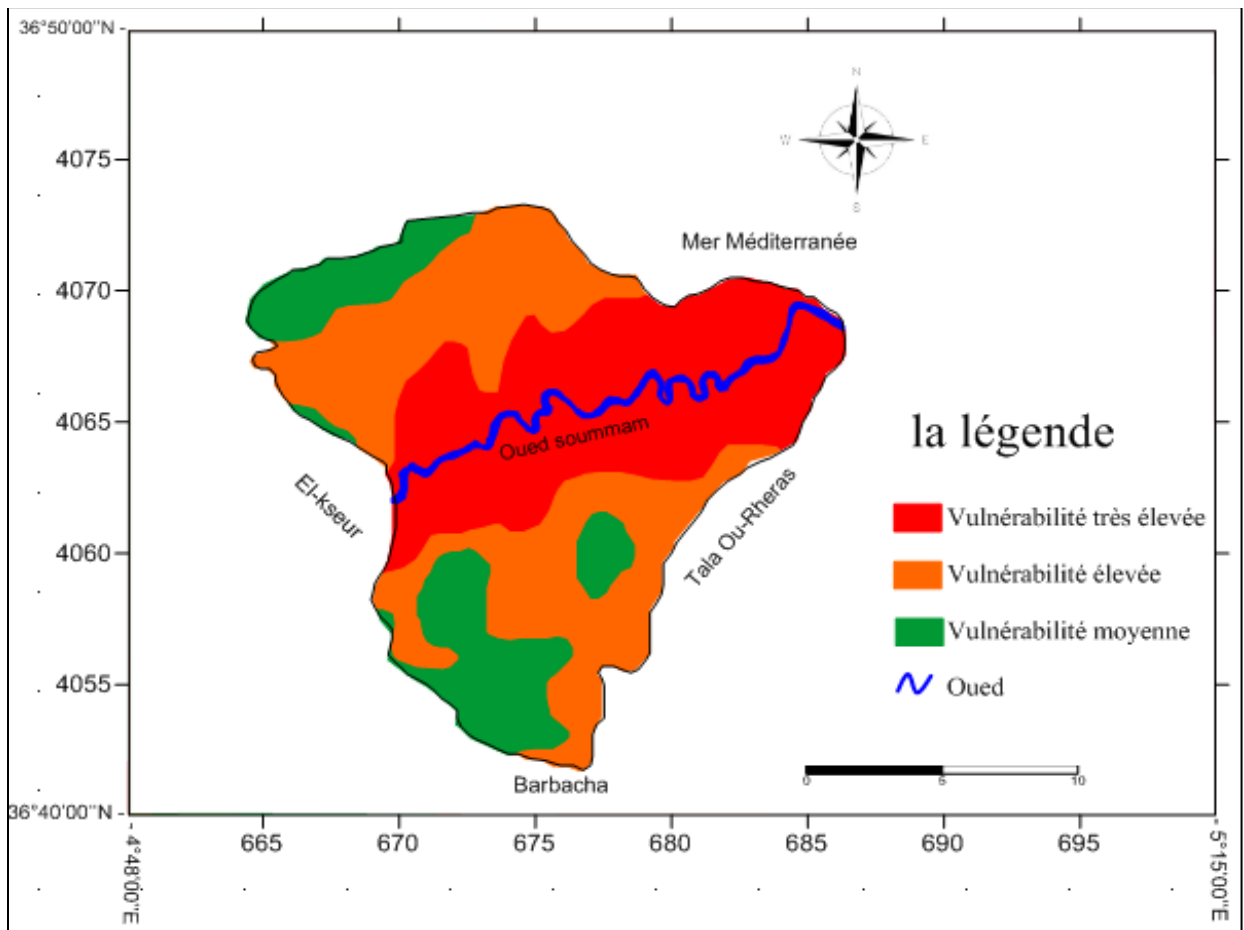 36°50'00''N
N
W
E
S
4075
Mer Méditerranée
4070
4065
la légende
Oued soummam
El-kseur
Vulnérabilité très élevée
Tala Ou-Rheras
4060
Vulnérabilité élevée
Vulnérabilité moyenne
4055
Oued
Barbacha
0 5 10
36°40'00''N
665 670 675 680 685 690 695
4°48'00''E
5°15'00''E